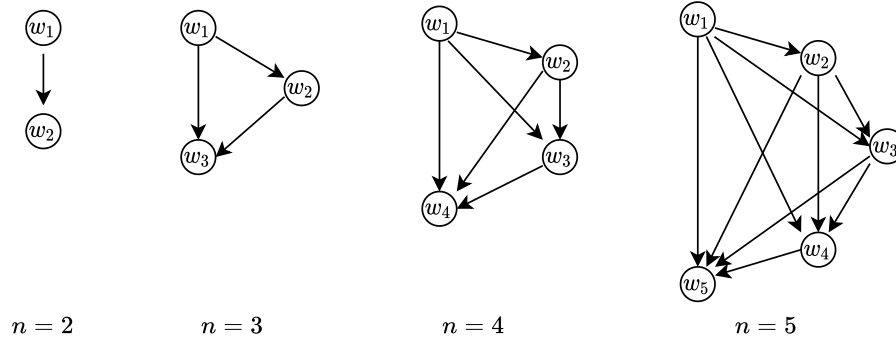 w₁
w₂
n = 2
w₁
w₂
w₃
n = 3
w₁
w₂
w₃
w₄
n = 4
w₁
w₂
w₃
w₄
w₅
n = 5